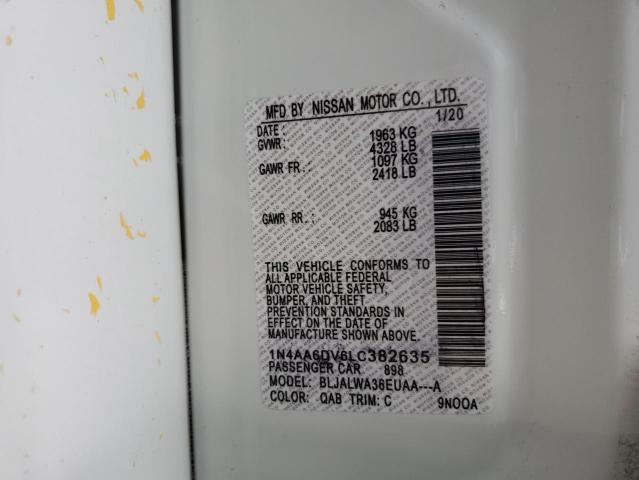 MFD BY NISSAN MOTOR CO., LTD.
DATE: 1/20
GVWR: 1963 KG
4328 LB
GAWR FR: 1097 KG
2418 LB
GAWR RR: 945 KG
2083 LB
THIS VEHICLE CONFORMS TO
ALL APPLICABLE FEDERAL
MOTOR VEHICLE SAFETY,
BUMPER, AND THEFT
PREVENTION STANDARDS
IN EFFECT ON THE DATE OF
MANUFACTURE SHOWN ABOVE.
1N4AA6DV6LC382635
PASSENGER CAR 898
MODEL: BLJALWA36EUAA---A
COLOR: QAB TRIM: C 9NOOA